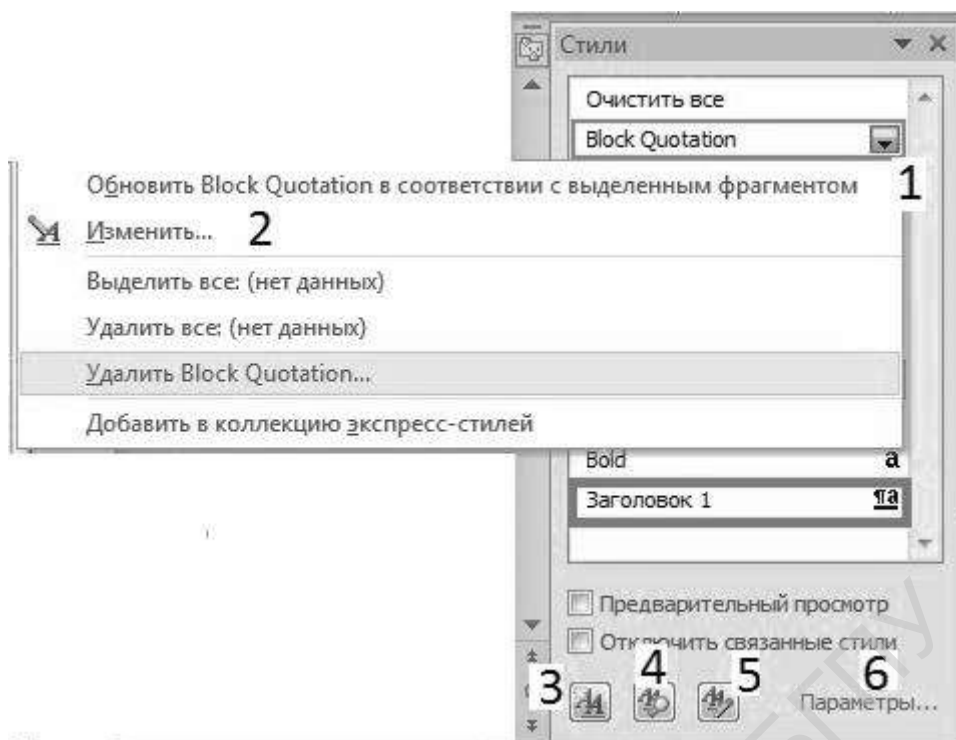 Стили
Очистить все
Block Quotation
1
Обновить Block Quotation в соответствии с выделенным фрагментом
Изменить... 2
Выделить все: (нет данных)
Удалить все: (нет данных)
Удалить Block Quotation...
Добавить в коллекцию экспресс-стилей
Bold a
Заголовок 1 ¶a
Предварительный просмотр
Отключить связанные стили
3 4 5 6
Параметры...